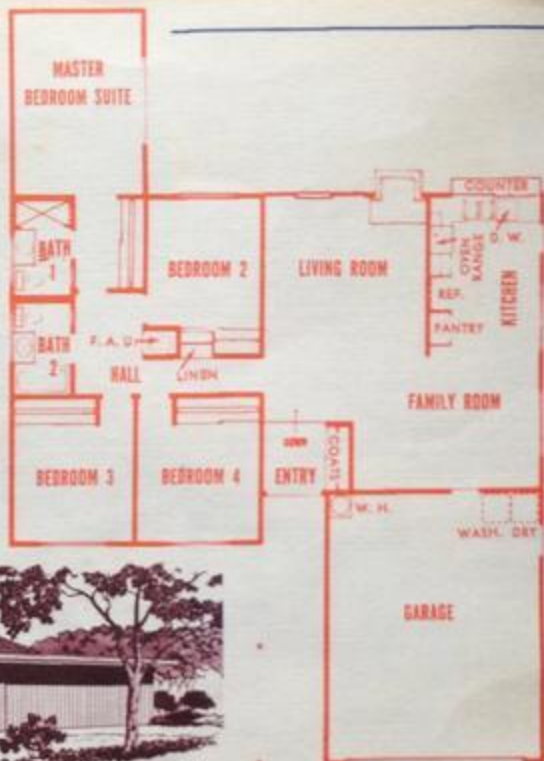 MASTER
BEDROOM SUITE
COUNTER
BATH
1
BEDROOM 2
LIVING ROOM
OVEN
RANGE
D. W.
KITCHEN
REF.
PANTRY
F. A. U.
BATH
2
HALL
LINEN
FAMILY ROOM
BEDROOM 3
BEDROOM 4
ENTRY
COATS
W. H.
WASH. DRY
GARAGE